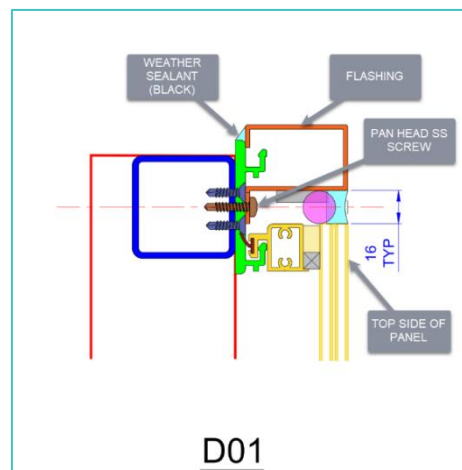 WEATHER
SEALANT
(BLACK)
FLASHING
PAN HEAD SS
SCREW
16
TYP
TOP SIDE OF
PANEL
D01